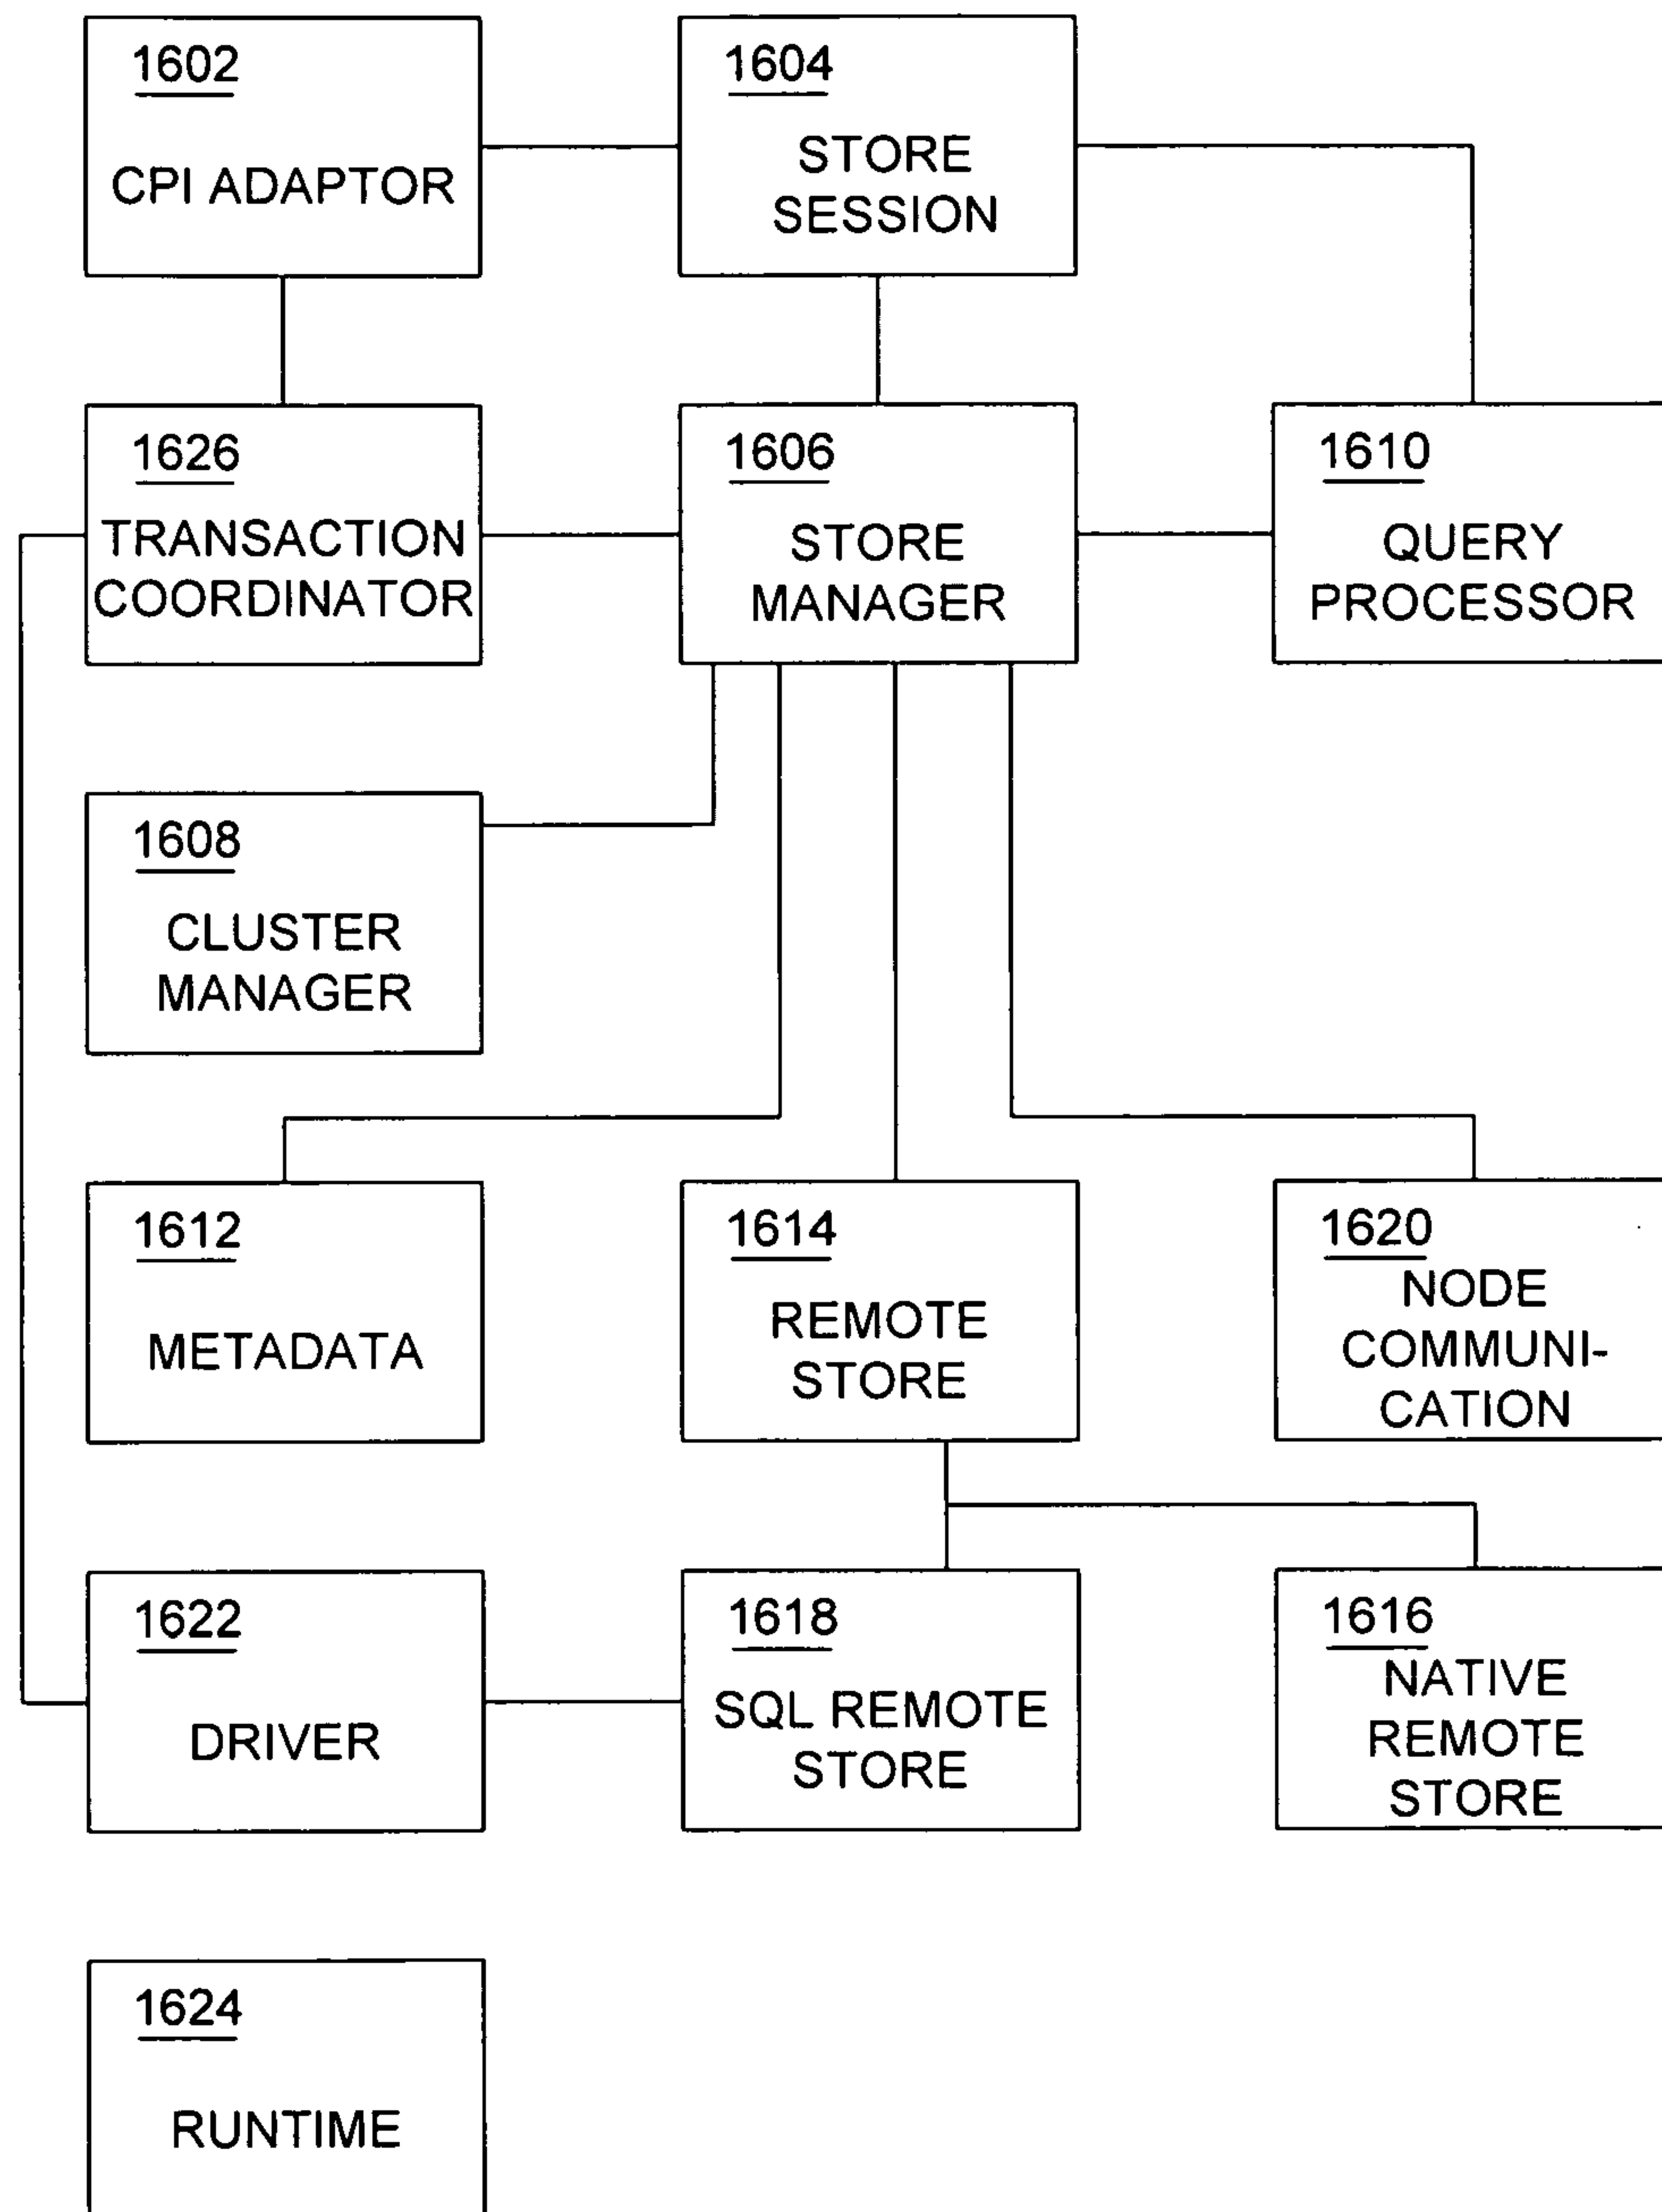 1602
CPI ADAPTOR
1604
STORE
SESSION
1626
TRANSACTION
COORDINATOR
1606
STORE
MANAGER
1610
QUERY
PROCESSOR
1608
CLUSTER
MANAGER
1612
METADATA
1614
REMOTE
STORE
1620
NODE
COMMUNI-
CATION
1622
DRIVER
1618
SQL REMOTE
STORE
1616
NATIVE
REMOTE
STORE
1624
RUNTIME